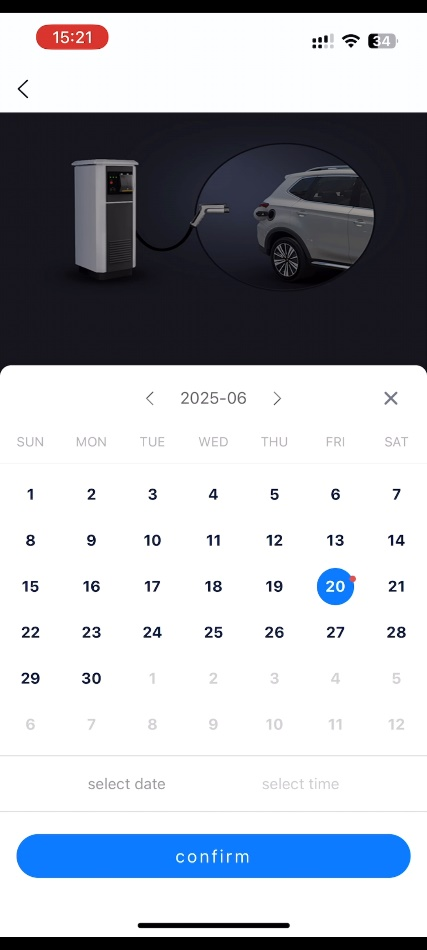 15:21
34
2025-06
SUN MON TUE WED THU FRI SAT
1 2 3 4 5 6 7
8 9 10 11 12 13 14
15 16 17 18 19 20 21
22 23 24 25 26 27 28
29 30 1 2 3 4 5
6 7 8 9 10 11 12
select date select time
confirm